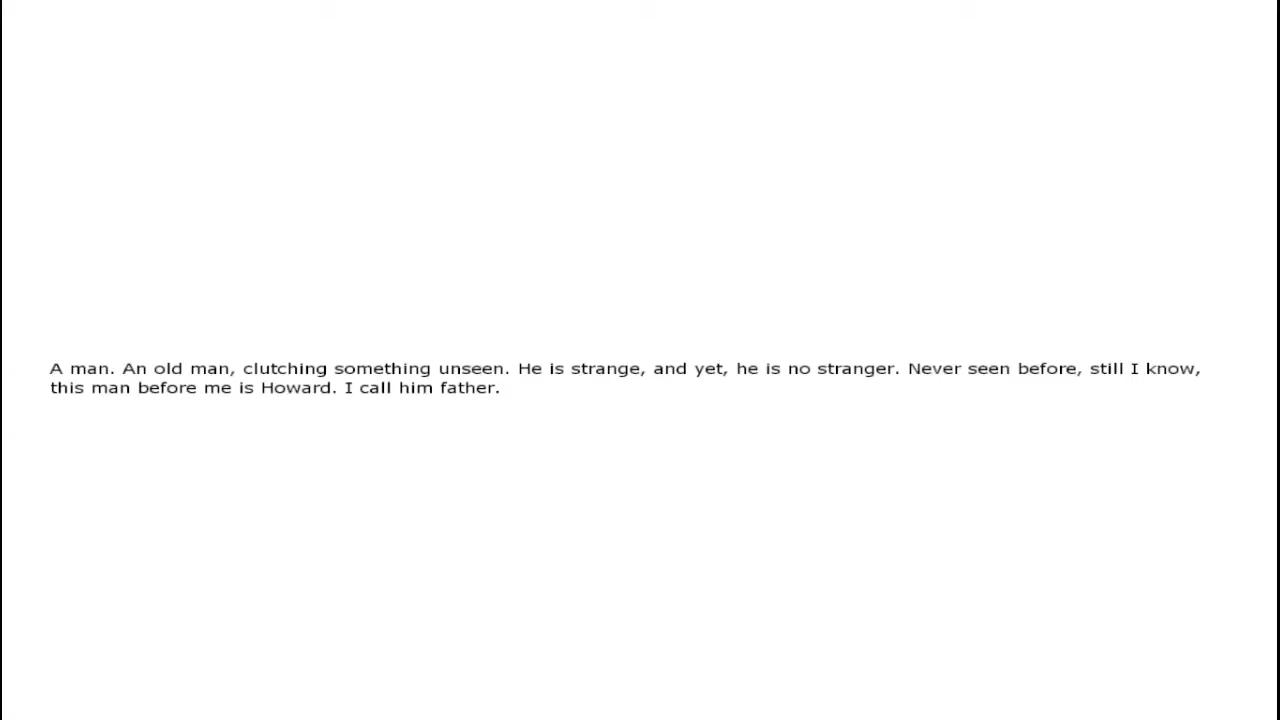 A man. An old man, clutching something unseen. He is strange, and yet, he is no stranger. Never seen before, still I know,
this man before me is Howard. I call him father.